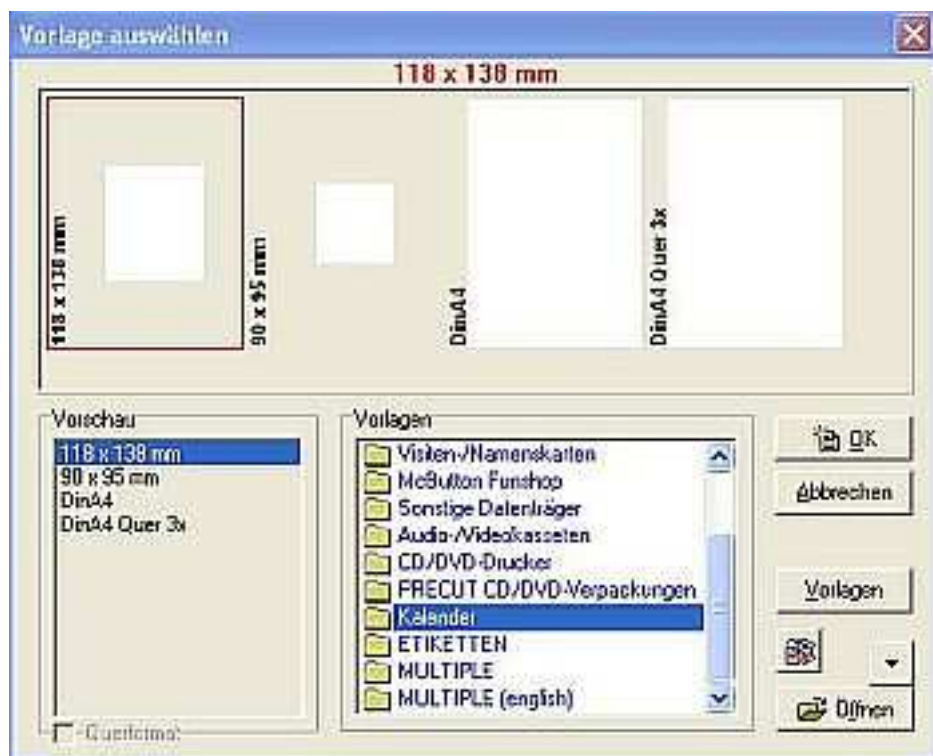 Vorlage auswählen
118 x 138 mm
118 x 138 mm
90 x 95 mm
DinA4
DinA4 Quer 3x
Vorschau
118 x 138 mm
90 x 95 mm
DinA4
DinA4 Quer 3x
Querformat
Vorlagen
Visiten-/Namenskarten
McButton Funshop
Sonstige Datenträger
Audio-/Videokasseten
CD/DVD-Drucker
PRECUT CD/DVD-Verpackungen
Kalender
ETIKETTEN
MULTIPLE
MULTIPLE (english)
OK
Abbrechen
Vorlagen
Öffnen